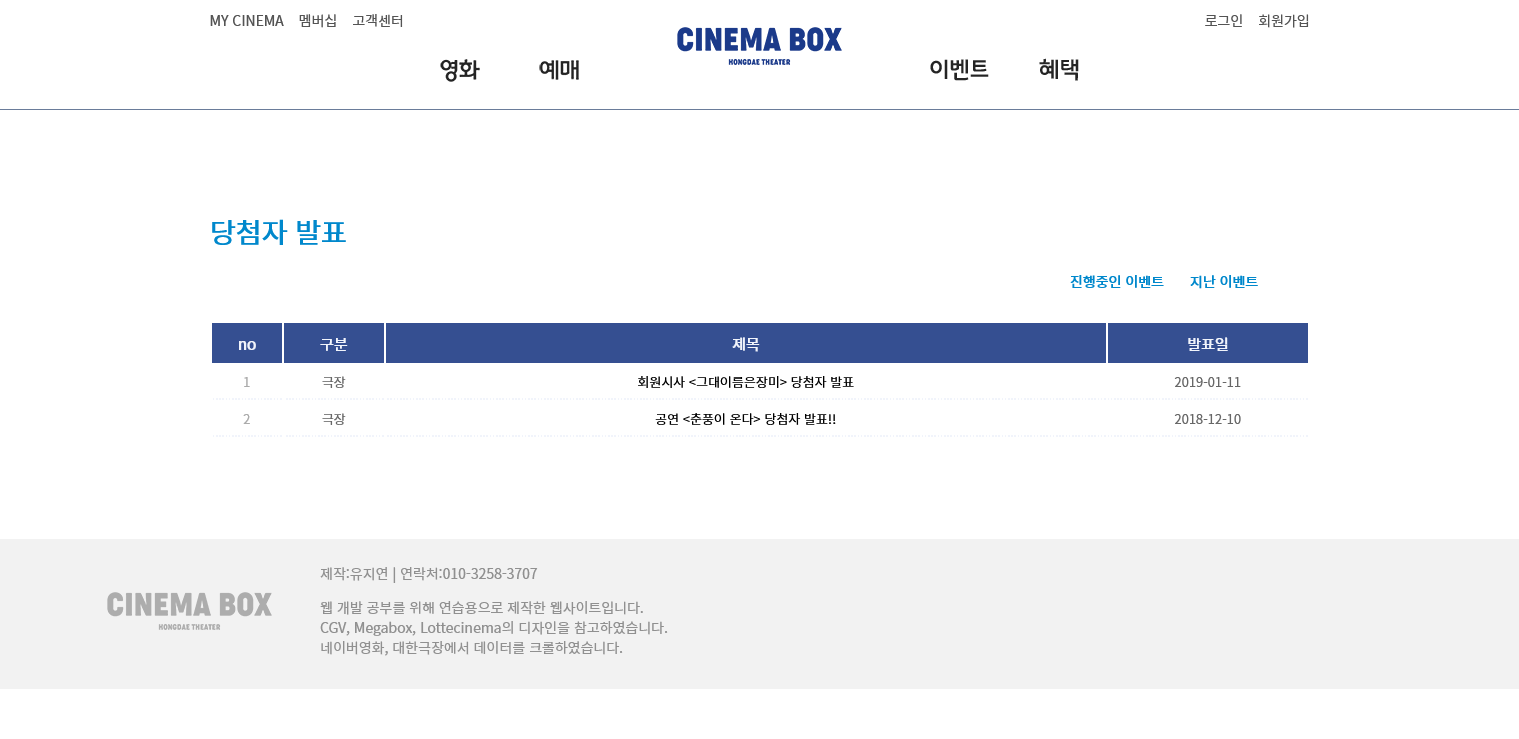 MY CINEMA 멤버십 고객센터
로그인 회원가입
CINEMA BOX
HONGDAE THEATER
영화 예매 이벤트 혜택
당첨자 발표
진행중인 이벤트 지난 이벤트
no 구분 제목 발표일
1 극장 회원시사 <그대이름은장미> 당첨자 발표 2019-01-11
2 극장 공연 <춘풍이 온다> 당첨자 발표!! 2018-12-10
CINEMA BOX
HONGDAE THEATER
제작:유지연 | 연락처:010-3258-3707
웹 개발 공부를 위해 연습용으로 제작한 웹사이트입니다.
CGV, Megabox, Lottecinema의 디자인을 참고하였습니다.
네이버영화, 대한극장에서 데이터를 크롤하였습니다.